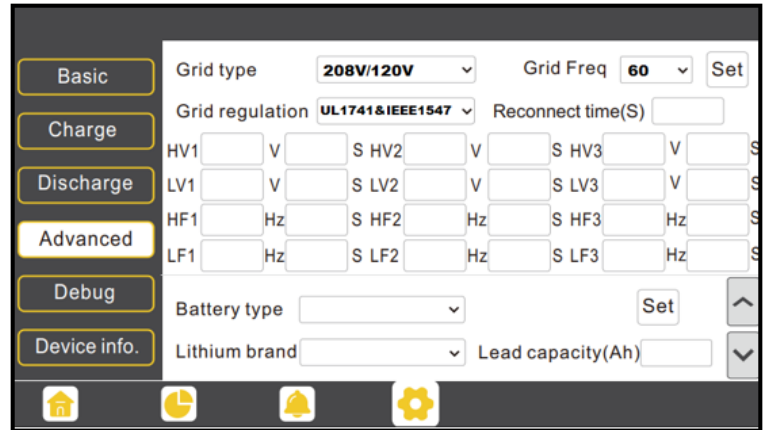 Basic
Charge
Discharge
Advanced
Debug
Device info.
Grid type 208V/120V Grid Freq 60 Set
Grid regulation UL1741&IEEE1547 Reconnect time(S)
HV1 V S HV2 V S HV3 V S
LV1 V S LV2 V S LV3 V S
HF1 Hz S HF2 Hz S HF3 Hz S
LF1 Hz S LF2 Hz S LF3 Hz S
Battery type Set
Lithium brand Lead capacity(Ah)